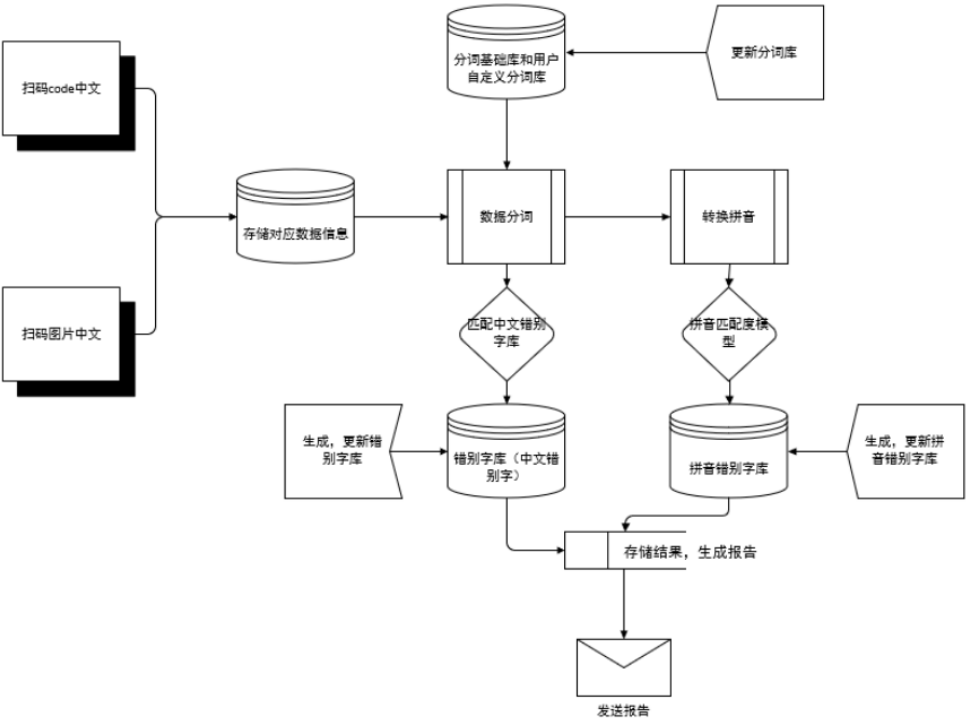 分词基础库和用户
自定义分词库
更新分词库
扫码code中文
存储对应数据信息
数据分词
转换拼音
扫码图片中文
匹配中文错别
字库
拼音匹配度模
型
生成，更新错
别字库
错别字库（中文错
别字）
拼音错别字库
生成，更新拼
音错别字库
存储结果，生成报告
发送报告